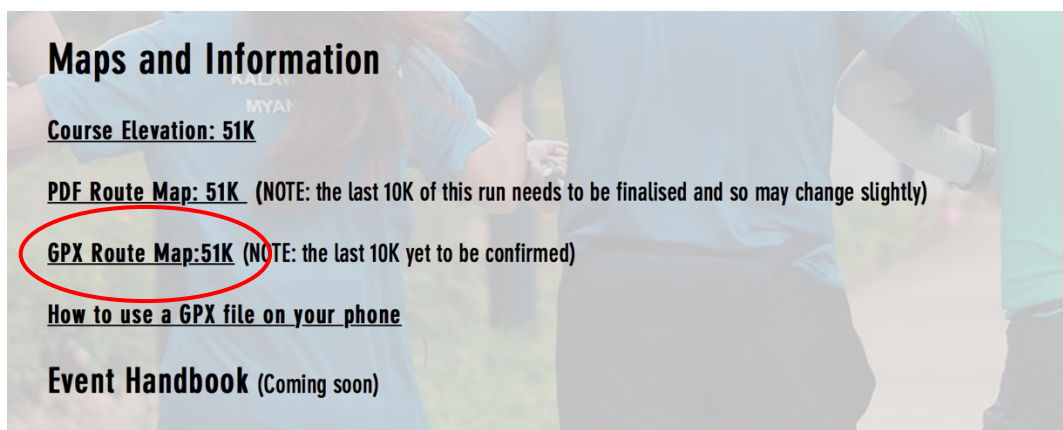 Maps and Information
MYAN
Course Elevation: 51K
PDF Route Map: 51K (NOTE: the last 10K of this run needs to be finalised and so may change slightly)
GPX Route Map:51K (NOTE: the last 10K yet to be confirmed)
How to use a GPX file on your phone
Event Handbook (Coming soon)